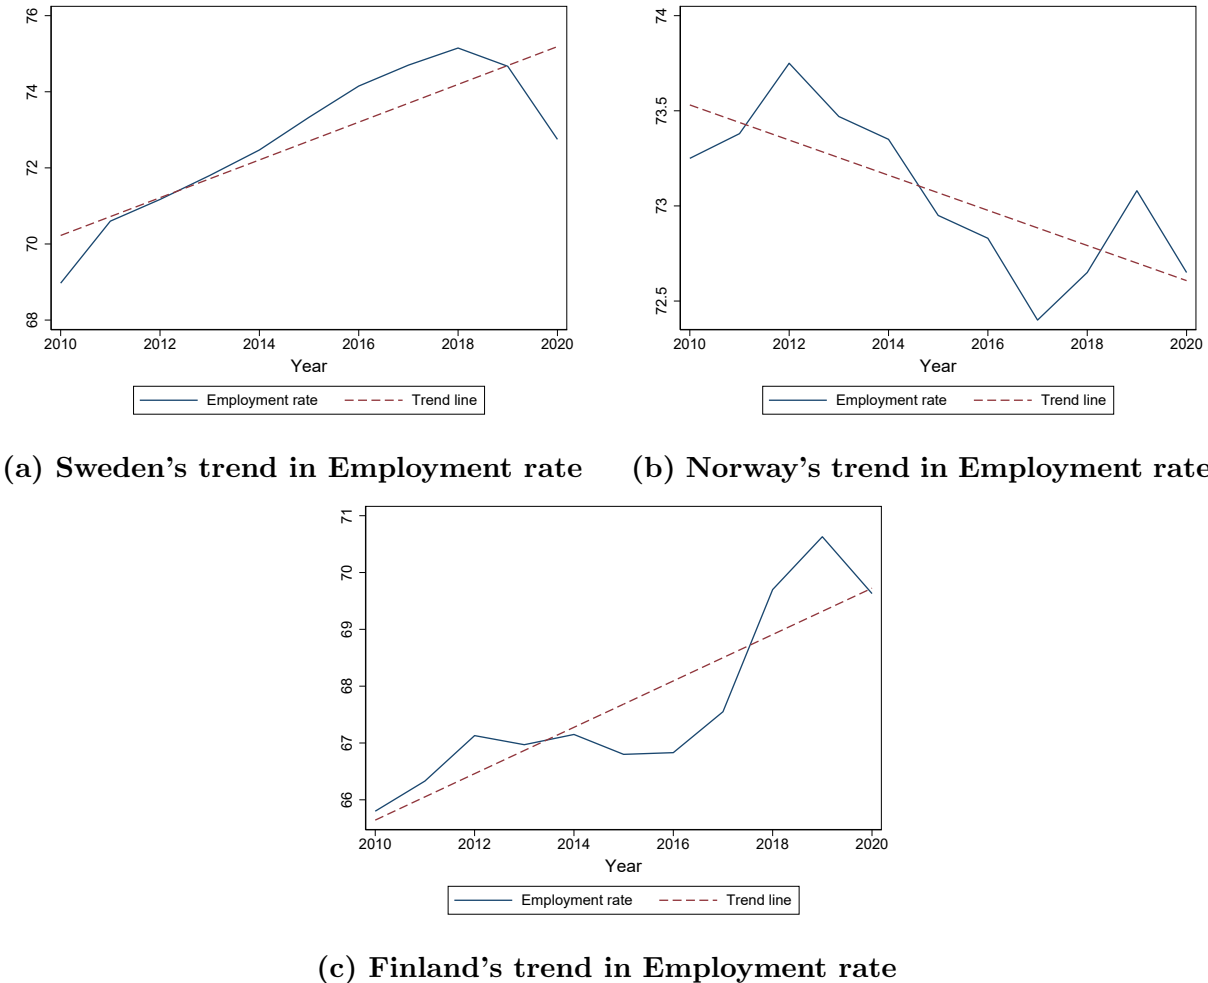 76
74
72
70
68
2010 2012 2014 2016 2018 2020
Year
Employment rate Trend line
(a) Sweden's trend in Employment rate
74
73.5
73
72.5
2010 2012 2014 2016 2018 2020
Year
Employment rate Trend line
(b) Norway's trend in Employment rate
71
70
69
68
67
66
2010 2012 2014 2016 2018 2020
Year
Employment rate Trend line
(c) Finland's trend in Employment rate